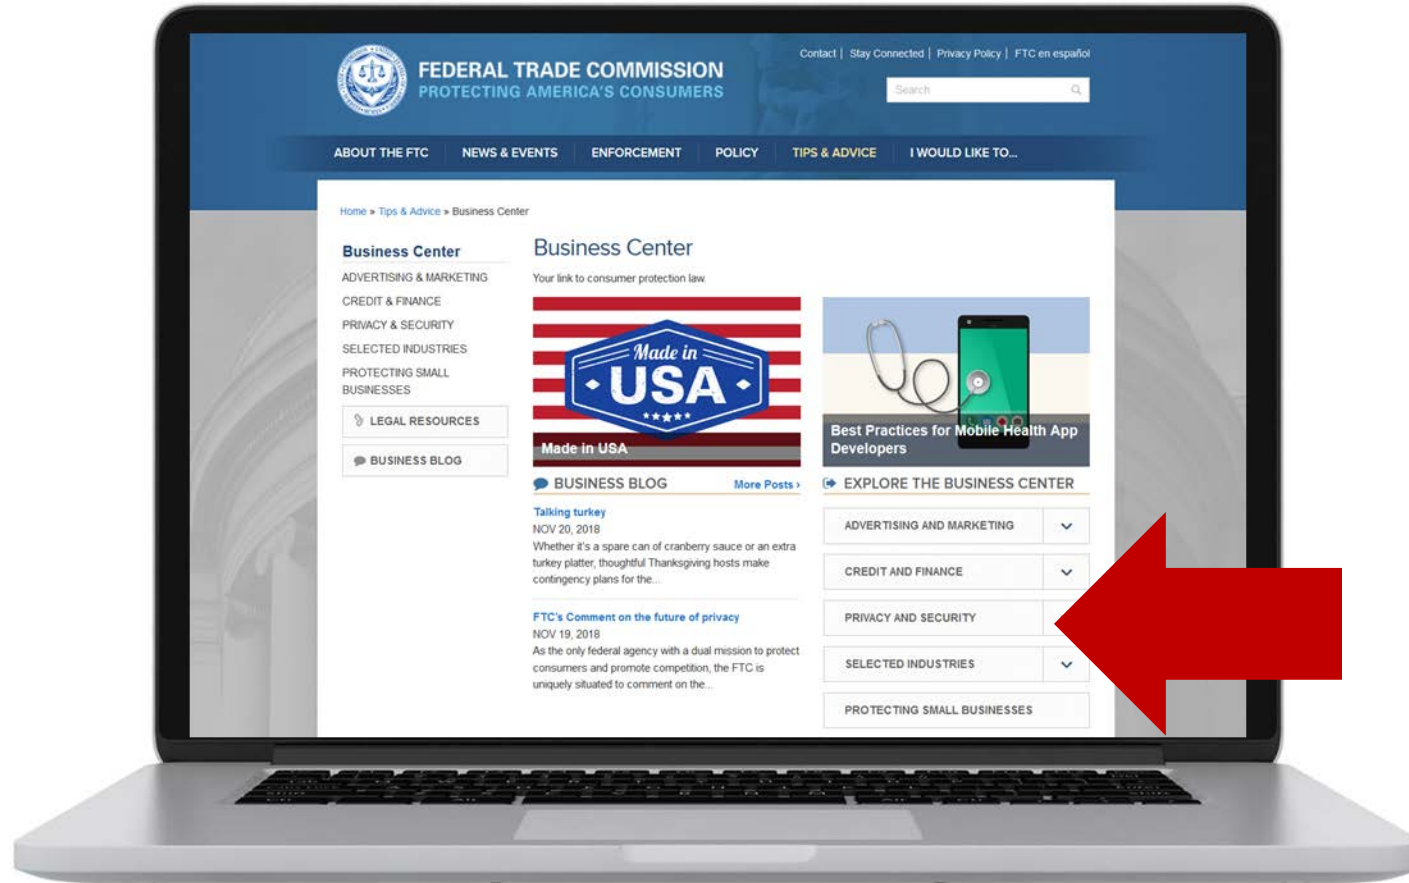 Contact | Stay Connected | Privacy Policy | FTC en español
FEDERAL TRADE COMMISSION
PROTECTING AMERICA'S CONSUMERS
Search
ABOUT THE FTC
NEWS & EVENTS
ENFORCEMENT
POLICY
TIPS & ADVICE
I WOULD LIKE TO...
Home » Tips & Advice » Business Center
Business Center
ADVERTISING & MARKETING
CREDIT & FINANCE
PRIVACY & SECURITY
SELECTED INDUSTRIES
PROTECTING SMALL
BUSINESSES
LEGAL RESOURCES
BUSINESS BLOG
Business Center
Your link to consumer protection law.
Made in
USA
Made in USA
Best Practices for Mobile Health App
Developers
BUSINESS BLOG
More Posts ›
Talking turkey
NOV 20, 2018
Whether it's a spare can of cranberry sauce or an extra
turkey platter, thoughtful Thanksgiving hosts make
contingency plans for the...
FTC's Comment on the future of privacy
NOV 19, 2018
As the only federal agency with a dual mission to protect
consumers and promote competition, the FTC is
uniquely situated to comment on the...
EXPLORE THE BUSINESS CENTER
ADVERTISING AND MARKETING
CREDIT AND FINANCE
PRIVACY AND SECURITY
SELECTED INDUSTRIES
PROTECTING SMALL BUSINESSES